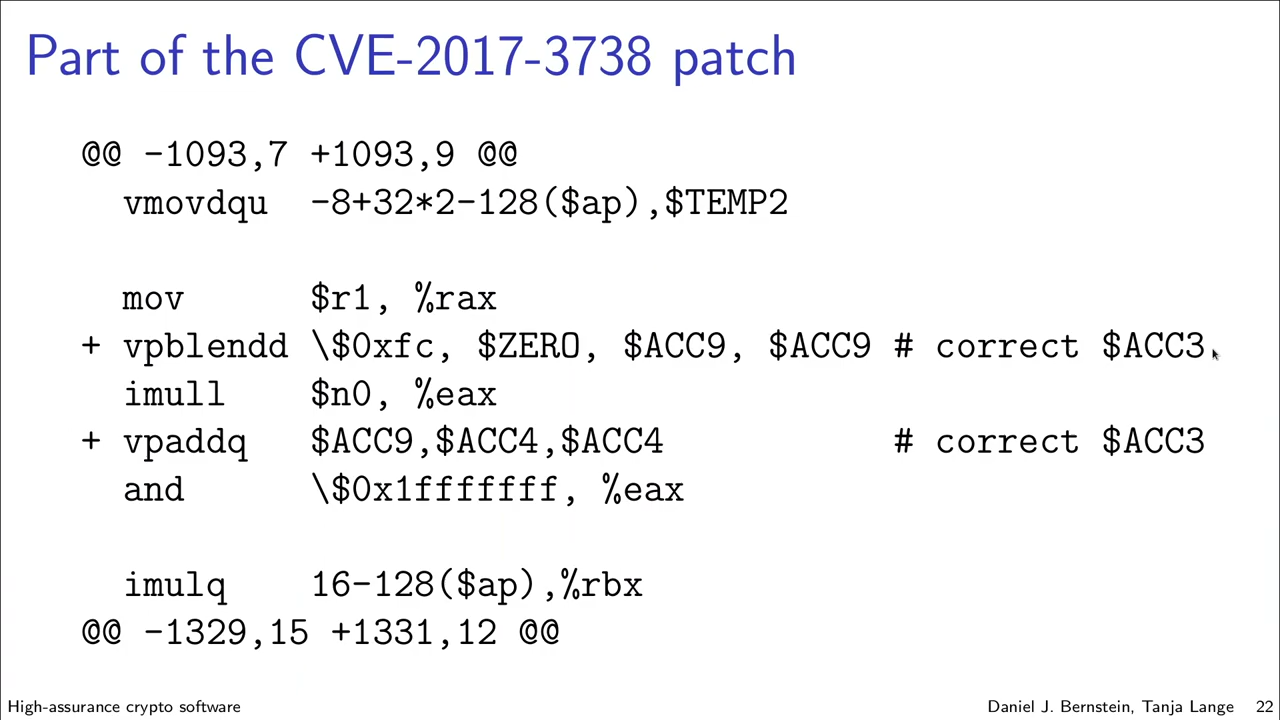 Part of the CVE-2017-3738 patch
@@ -1093,7 +1093,9 @@
vmovdqu -8+32*2-128($ap),$TEMP2
mov $r1, %rax
+ vpblendd \$0xfc, $ZERO, $ACC9, $ACC9 # correct $ACC3
imull $n0, %eax
+ vpaddq $ACC9,$ACC4,$ACC4 # correct $ACC3
and \$0x1fffffff, %eax
imulq 16-128($ap),%rbx
@@ -1329,15 +1331,12 @@
High-assurance crypto software Daniel J. Bernstein, Tanja Lange 22